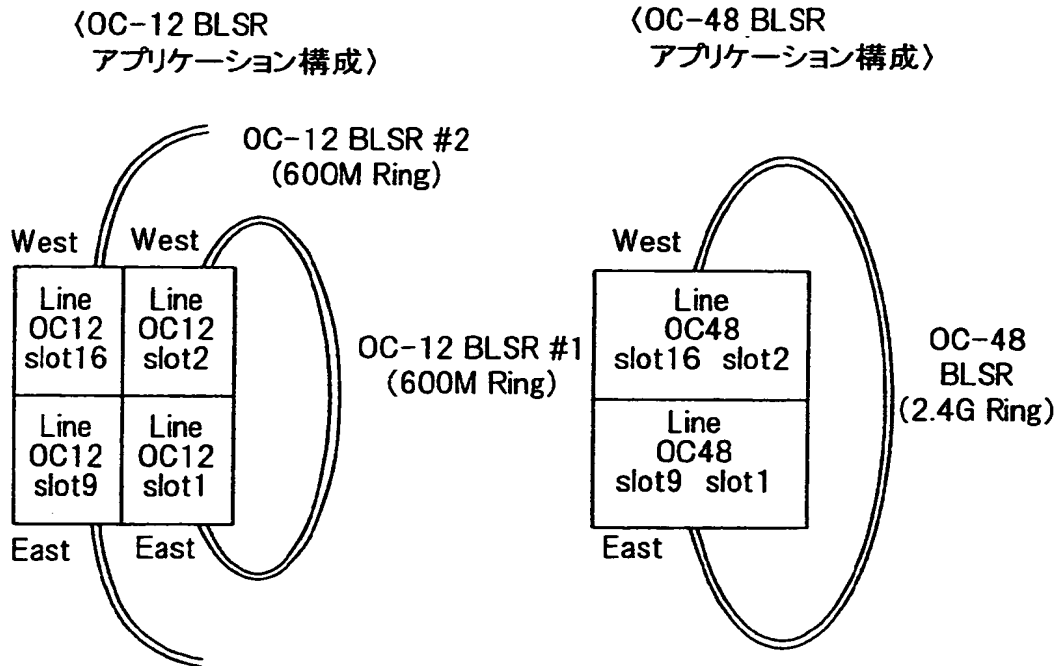 〈OC-12 BLSR
アプリケーション構成〉
OC-12 BLSR #2
(600M Ring)
West
West
Line
OC12
slot16
Line
OC12
slot2
OC-12 BLSR #1
(600M Ring)
Line
OC12
slot9
Line
OC12
slot1
East
East
〈OC-48 BLSR
アプリケーション構成〉
West
Line
OC48
slot16 slot2
Line
OC48
slot9 slot1
East
OC-48
BLSR
(2.4G Ring)